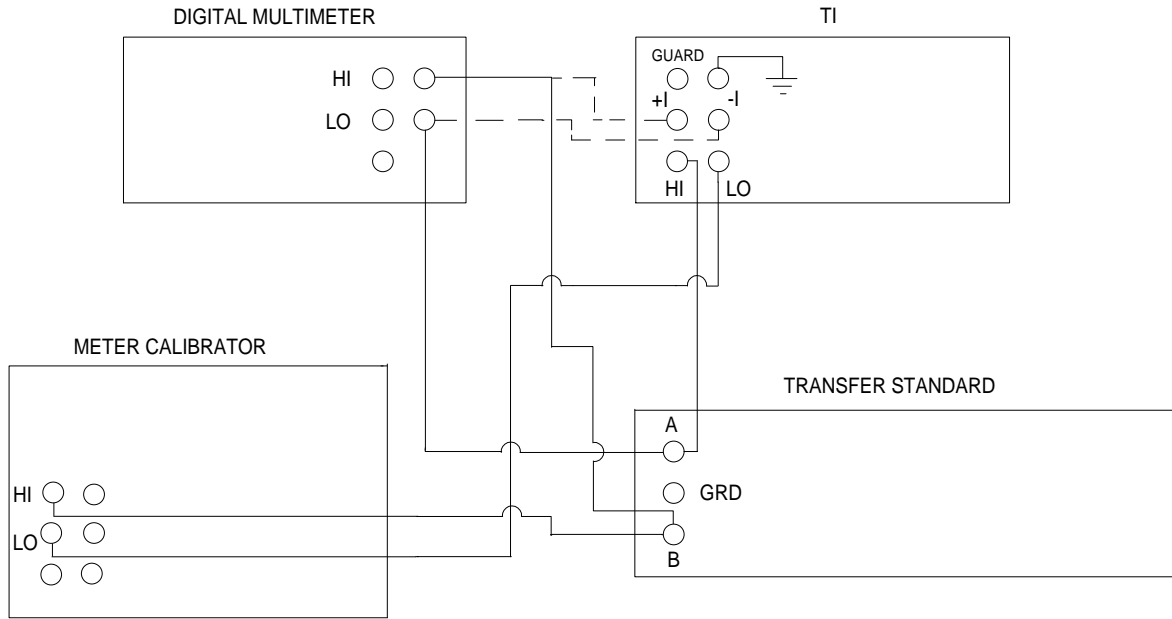 DIGITAL MULTIMETER
HI
LO
TI
GUARD
+I
-I
HI
LO
METER CALIBRATOR
HI
LO
TRANSFER STANDARD
A
GRD
B